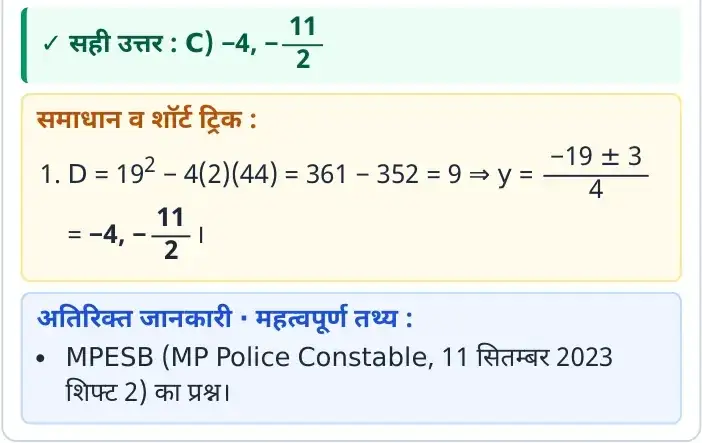 ✓ सही उत्तर : C) −4, −11/2
समाधान व शॉर्ट ट्रिक :
1. D = 19² − 4(2)(44) = 361 − 352 = 9 ⇒ y = (−19 ± 3)/4
= −4, −11/2 ।
अतिरिक्त जानकारी · महत्वपूर्ण तथ्य :
• MPESB (MP Police Constable, 11 सितम्बर 2023
शिफ्ट 2) का प्रश्न।